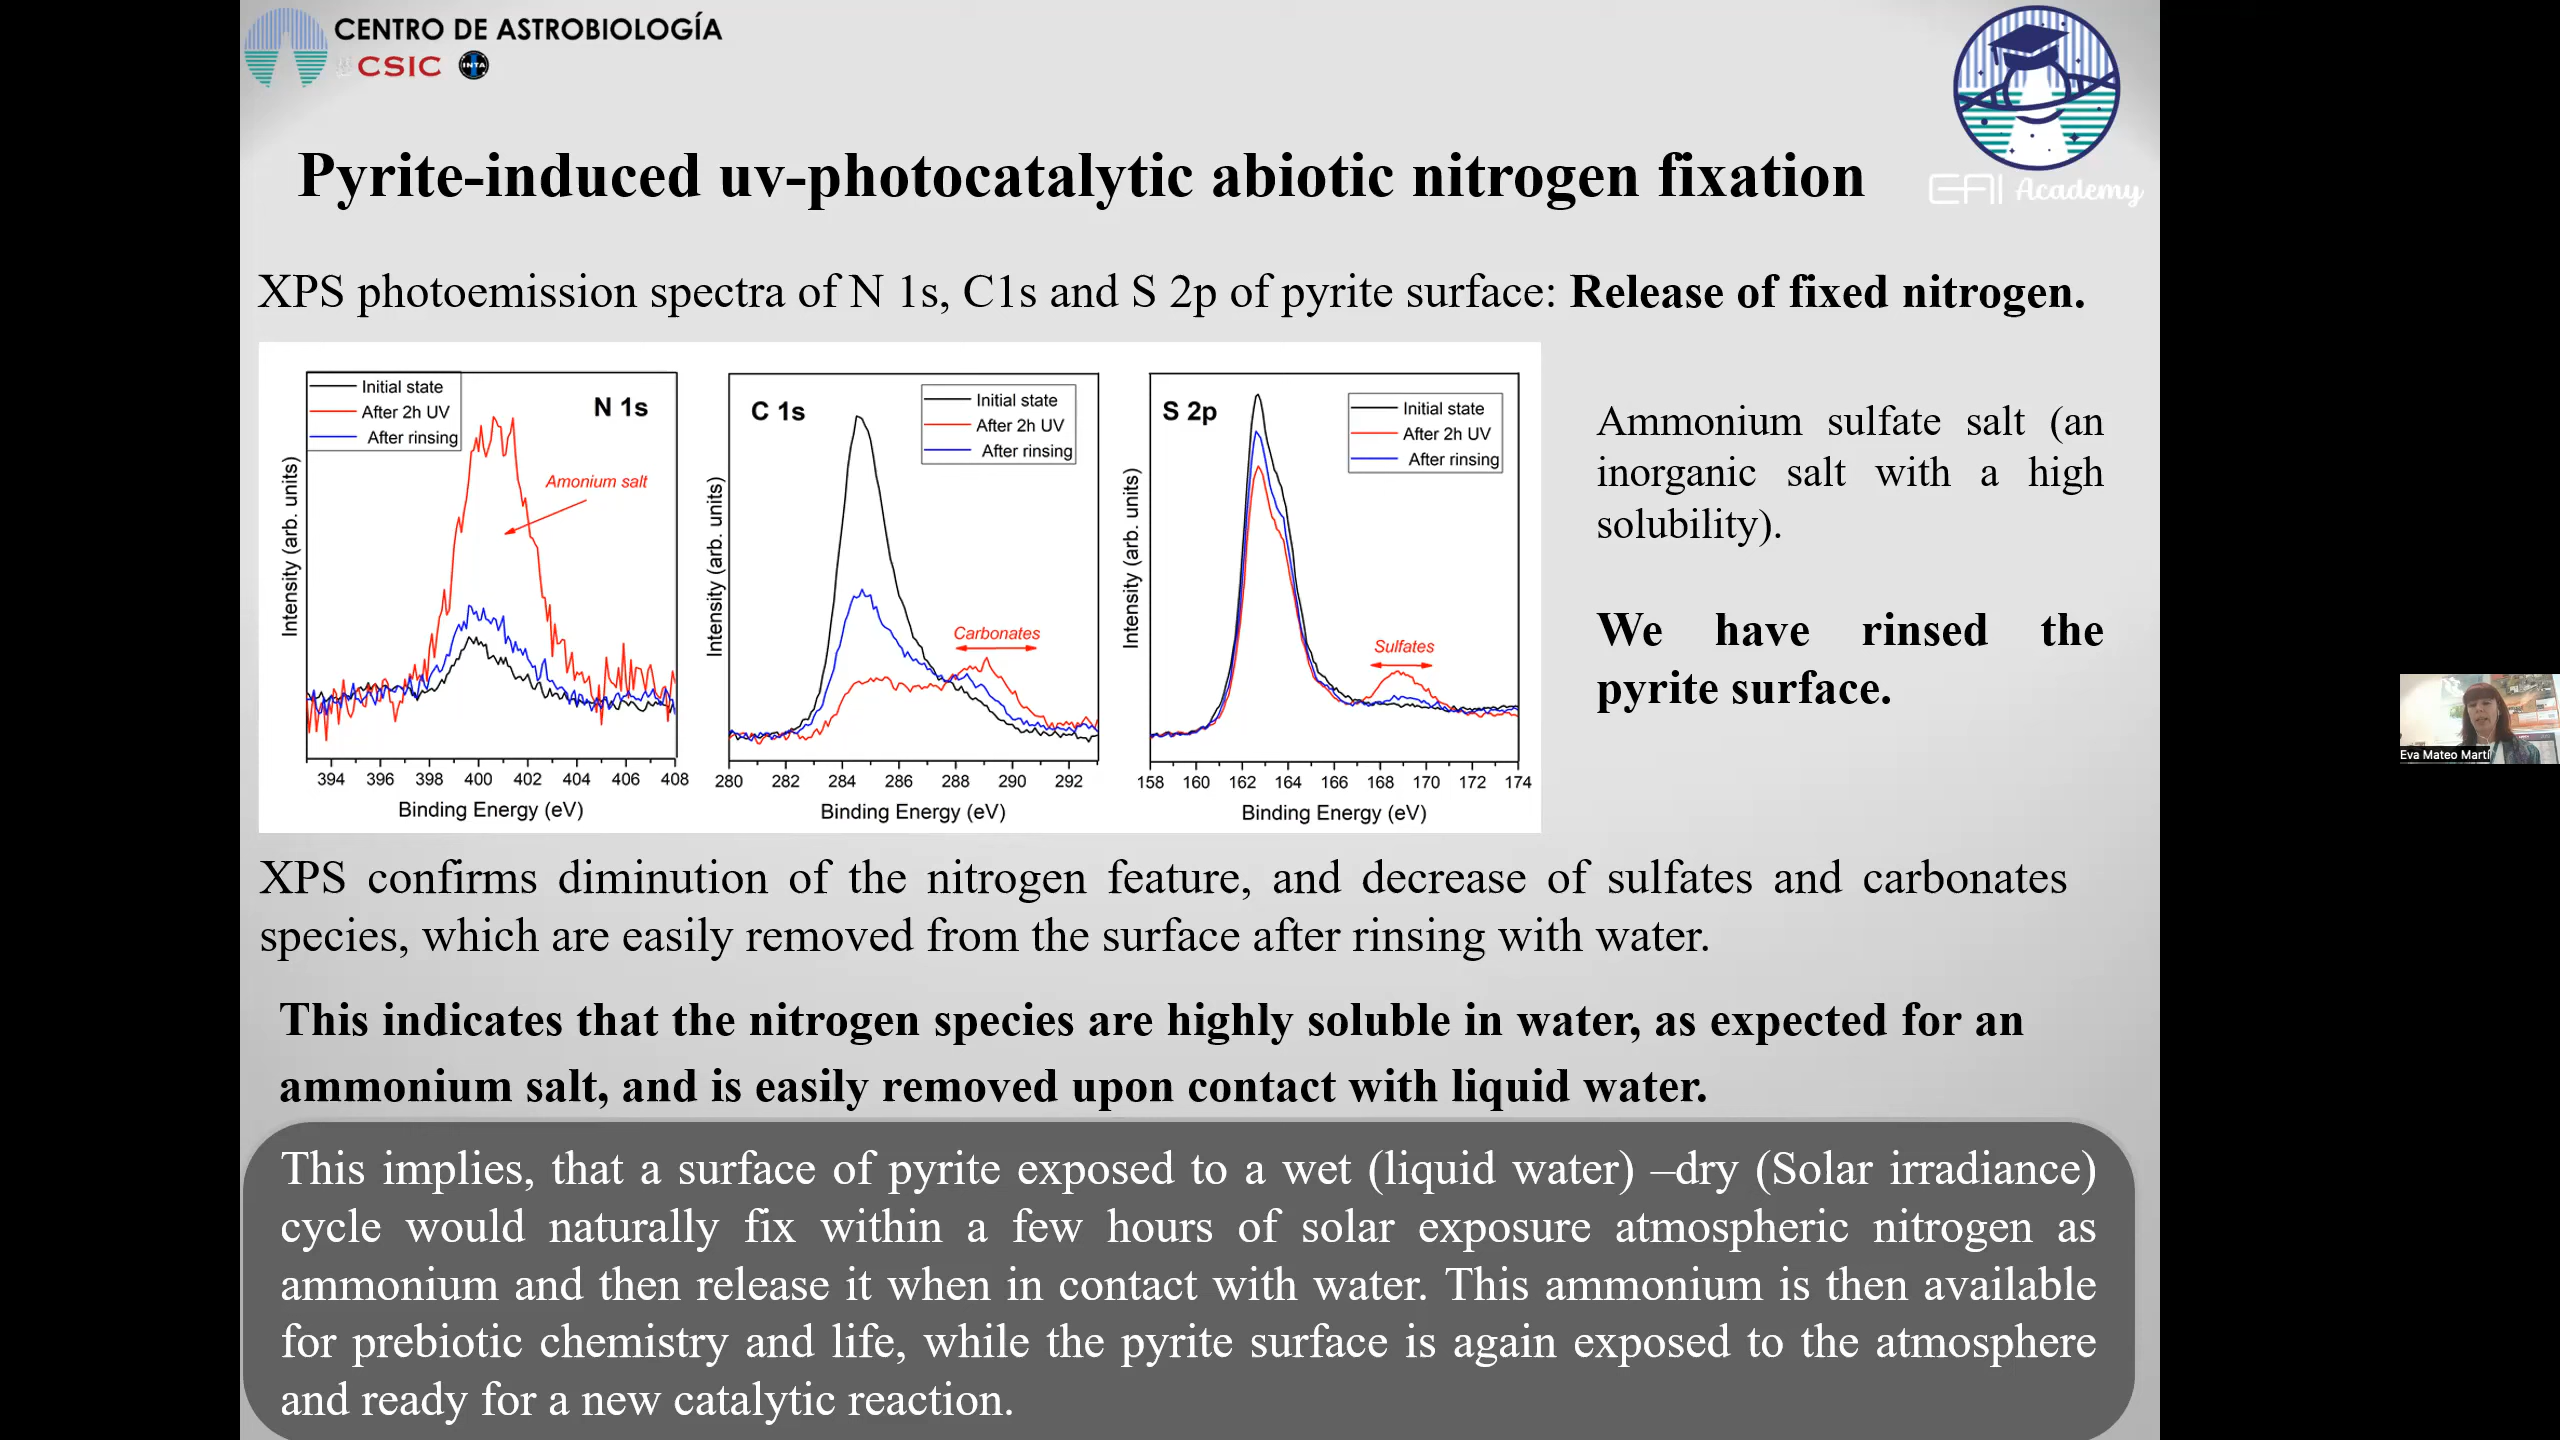 CENTRO DE ASTROBIOLOGÍA
CSIC INTA
EAI Academy
Pyrite-induced uv-photocatalytic abiotic nitrogen fixation
XPS photoemission spectra of N 1s, C1s and S 2p of pyrite surface: Release of fixed nitrogen.
Initial state
After 2h UV
After rinsing
N 1s
Amonium salt
Intensity (arb. units)
394 396 398 400 402 404 406 408
Binding Energy (eV)
C 1s
Initial state
After 2h UV
After rinsing
Carbonates
Intensity (arb. units)
280 282 284 286 288 290 292
Binding Energy (eV)
S 2p
Initial state
After 2h UV
After rinsing
Sulfates
Intensity (arb. units)
158 160 162 164 166 168 170 172 174
Binding Energy (eV)
Ammonium sulfate salt (an
inorganic salt with a high
solubility).
We have rinsed the
pyrite surface.
Eva Mateo Martí
XPS confirms diminution of the nitrogen feature, and decrease of sulfates and carbonates
species, which are easily removed from the surface after rinsing with water.
This indicates that the nitrogen species are highly soluble in water, as expected for an
ammonium salt, and is easily removed upon contact with liquid water.
This implies, that a surface of pyrite exposed to a wet (liquid water) –dry (Solar irradiance)
cycle would naturally fix within a few hours of solar exposure atmospheric nitrogen as
ammonium and then release it when in contact with water. This ammonium is then available
for prebiotic chemistry and life, while the pyrite surface is again exposed to the atmosphere
and ready for a new catalytic reaction.